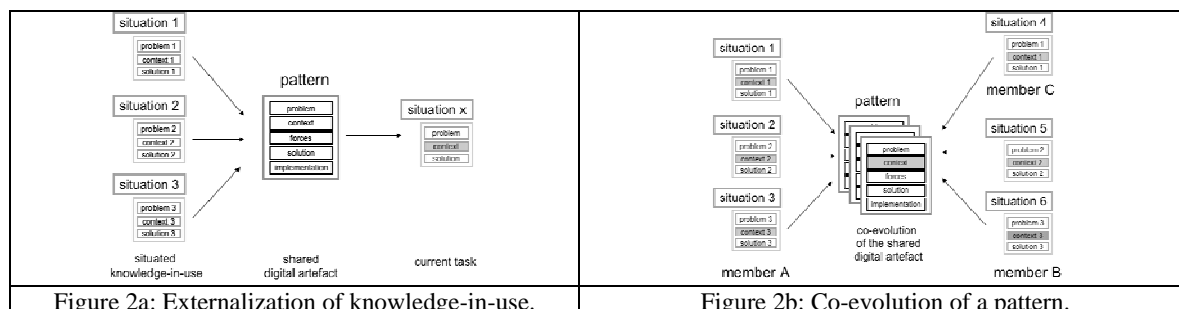 situation 1
problem 1
context 1
solution 1
situation 2
problem 2
context 2
solution 2
situation 3
problem 3
context 3
solution 3
situated
knowledge-in-use
pattern
problem
context
forces
solution
implementation
shared
digital artefact
situation x
problem
context
solution
current task
Figure 2a: Externalization of knowledge-in-use.
situation 1
problem 1
context 1
solution 1
situation 2
problem 2
context 2
solution 2
situation 3
problem 3
context 3
solution 3
member A
pattern
problem
context
forces
solution
implementation
co-evolution
of the shared
digital artefact
situation 4
problem 1
context 1
solution 1
member C
situation 5
problem 2
context 2
solution 2
situation 6
problem 3
context 3
solution 3
member B
Figure 2b: Co-evolution of a pattern.